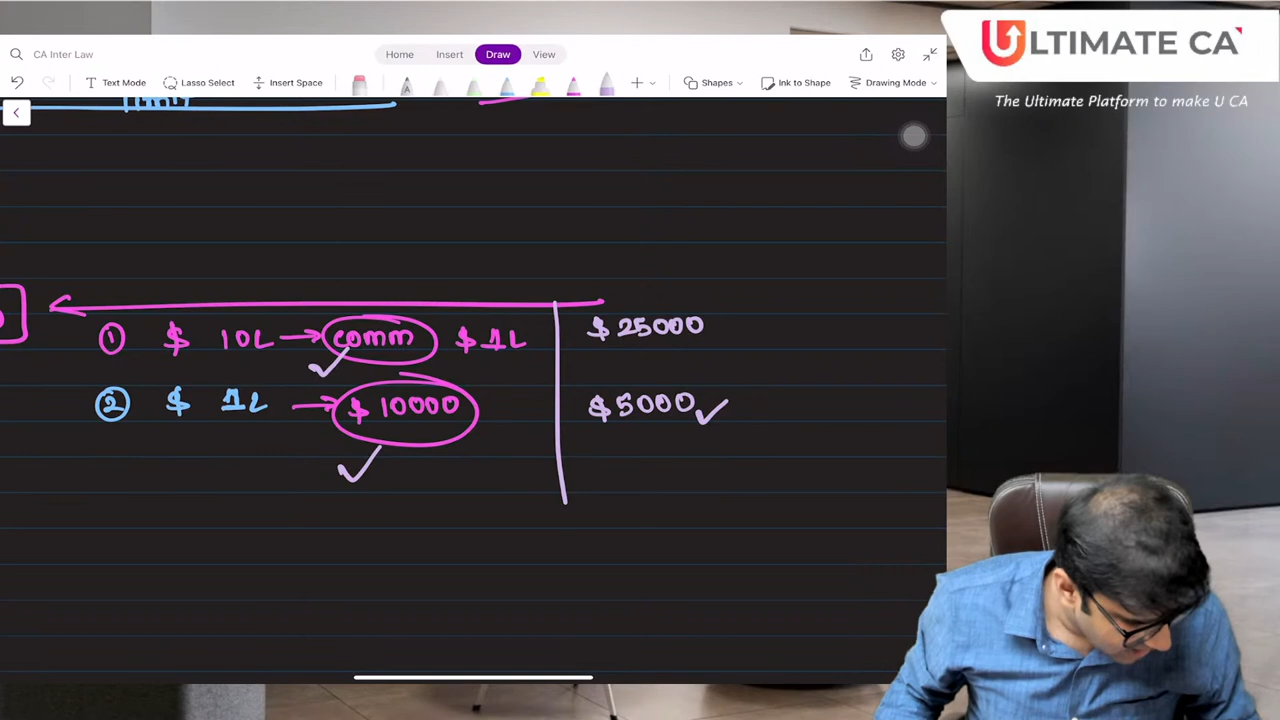 ULTIMATE CA
The Ultimate Platform to make U CA
CA Inter Law
Home Insert Draw View
Text Mode Lasso Select Insert Space Shapes Ink to Shape Drawing Mode
① $ 10L → comm $ 1L $ 25000
② $ 1L → $ 10000 $ 5000